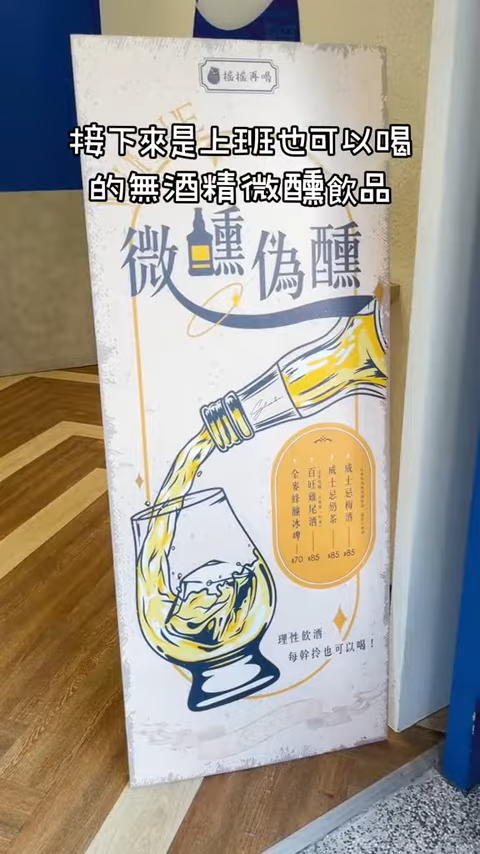 搖搖再喝
接下來是上班也可以喝
的無酒精微醺飲品
微醺偽醺
威士忌梅酒 $85
威士忌奶茶 $85
百旺雞尾酒 $85
全麥蜂釀冰啤 $70
理性飲酒
每幹拎也可以喝！